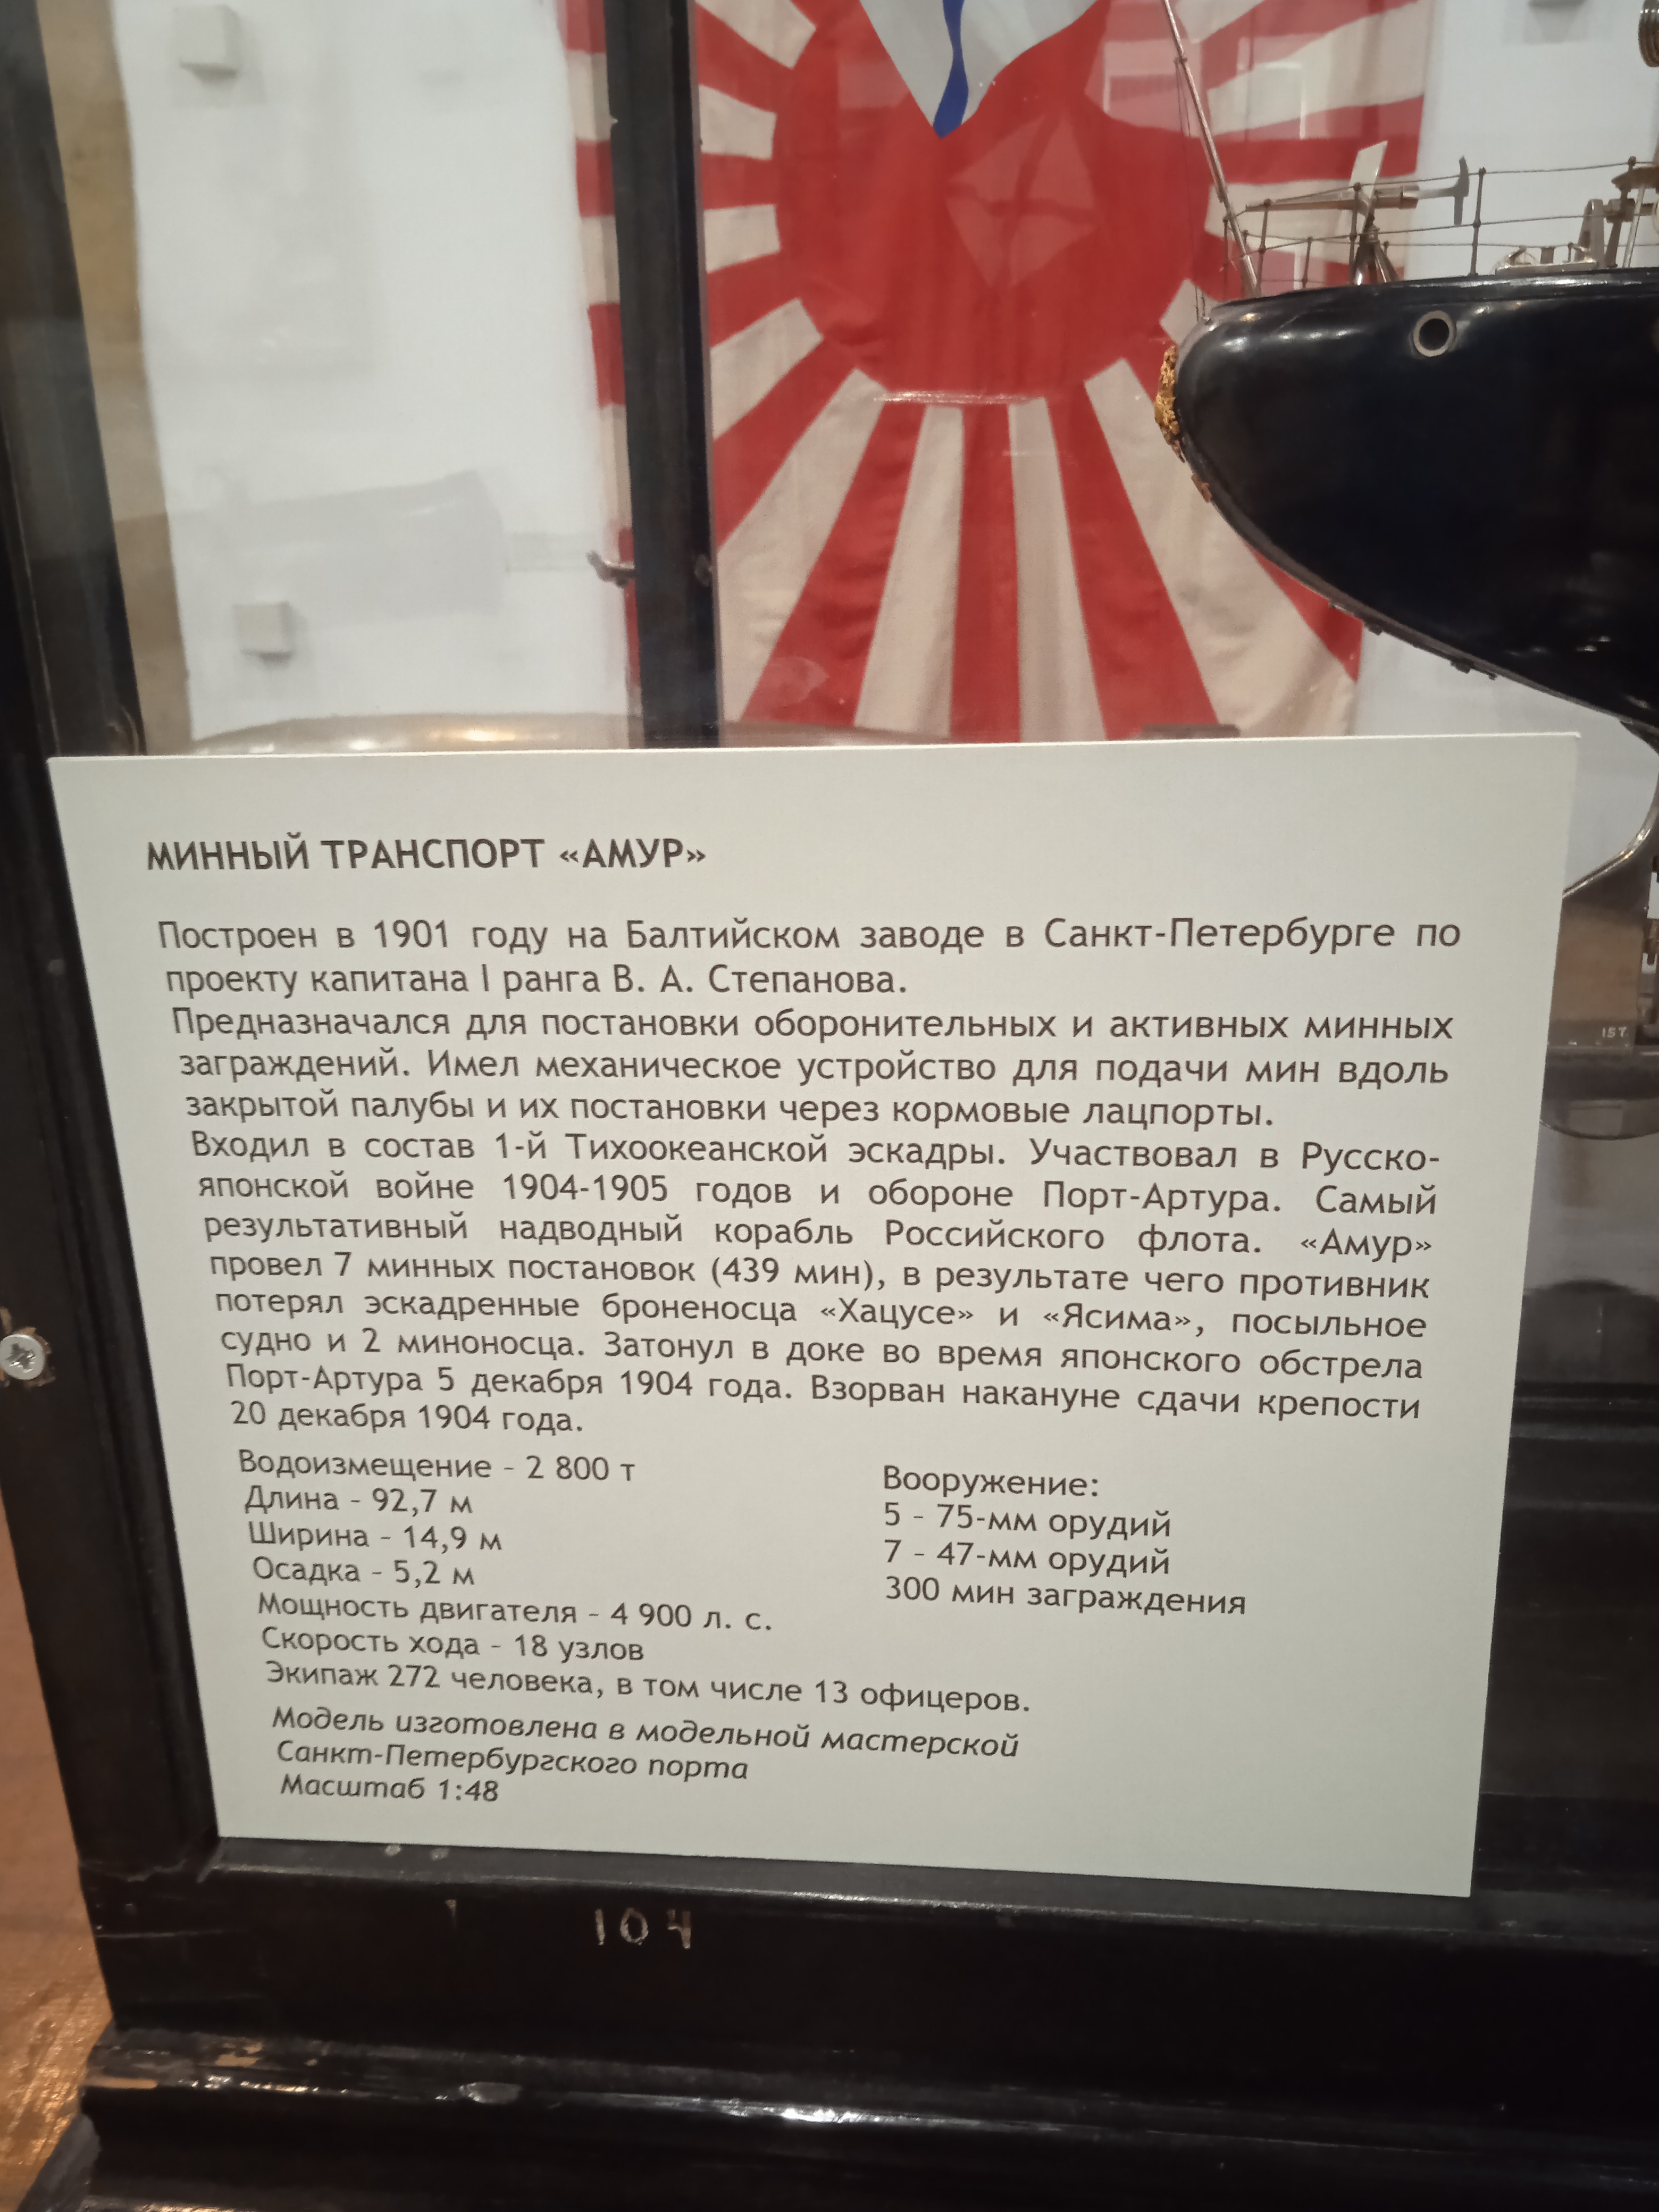 МИННЫЙ ТРАНСПОРТ «АМУР»
Построен в 1901 году на Балтийском заводе в Санкт-Петербурге по
проекту капитана I ранга В. А. Степанова.
Предназначался для постановки оборонительных и активных минных
заграждений. Имел механическое устройство для подачи мин вдоль
закрытой палубы и их постановки через кормовые лацпорты.
Входил в состав 1-й Тихоокеанской эскадры. Участвовал в Русско-
японской войне 1904-1905 годов и обороне Порт-Артура. Самый
результативный надводный корабль Российского флота. «Амур»
провел 7 минных постановок (439 мин), в результате чего противник
потерял эскадренные броненосца «Хацусе» и «Ясима», посыльное
судно и 2 миноносца. Затонул в доке во время японского обстрела
Порт-Артура 5 декабря 1904 года. Взорван накануне сдачи крепости
20 декабря 1904 года.
Водоизмещение - 2 800 т
Длина - 92,7 м
Ширина - 14,9 м
Осадка - 5,2 м
Мощность двигателя - 4 900 л. с.
Скорость хода - 18 узлов
Экипаж 272 человека, в том числе 13 офицеров.
Вооружение:
5 - 75-мм орудий
7 - 47-мм орудий
300 мин заграждения
Модель изготовлена в модельной мастерской
Санкт-Петербургского порта
Масштаб 1:48
104